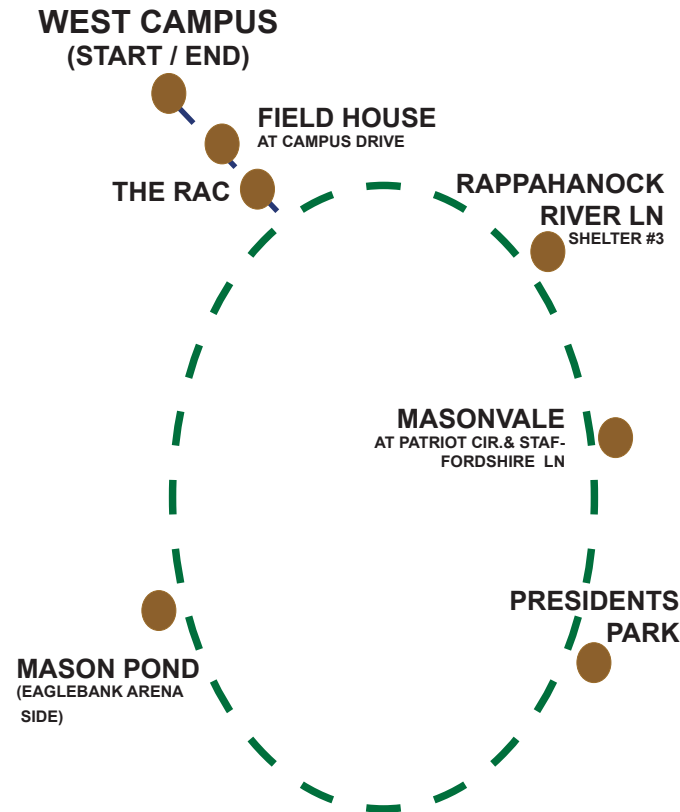 WEST CAMPUS
(START / END)
FIELD HOUSE
AT CAMPUS DRIVE
THE RAC
RAPPAHANOCK
RIVER LN
SHELTER #3
MASONVALE
AT PATRIOT CIR.& STAF-
FORDSHIRE LN
PRESIDENTS
PARK
MASON POND
(EAGLEBANK ARENA
SIDE)